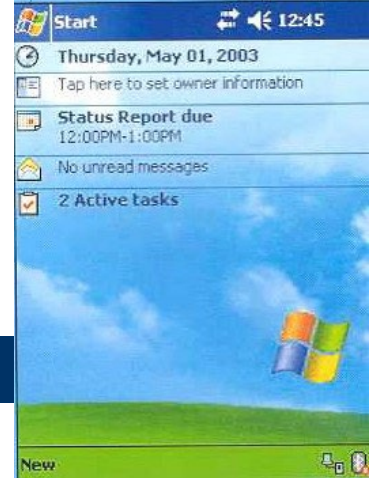 Start 12:45
Thursday, May 01, 2003
Tap here to set owner information
Status Report due
12:00PM-1:00PM
No unread messages
2 Active tasks
New